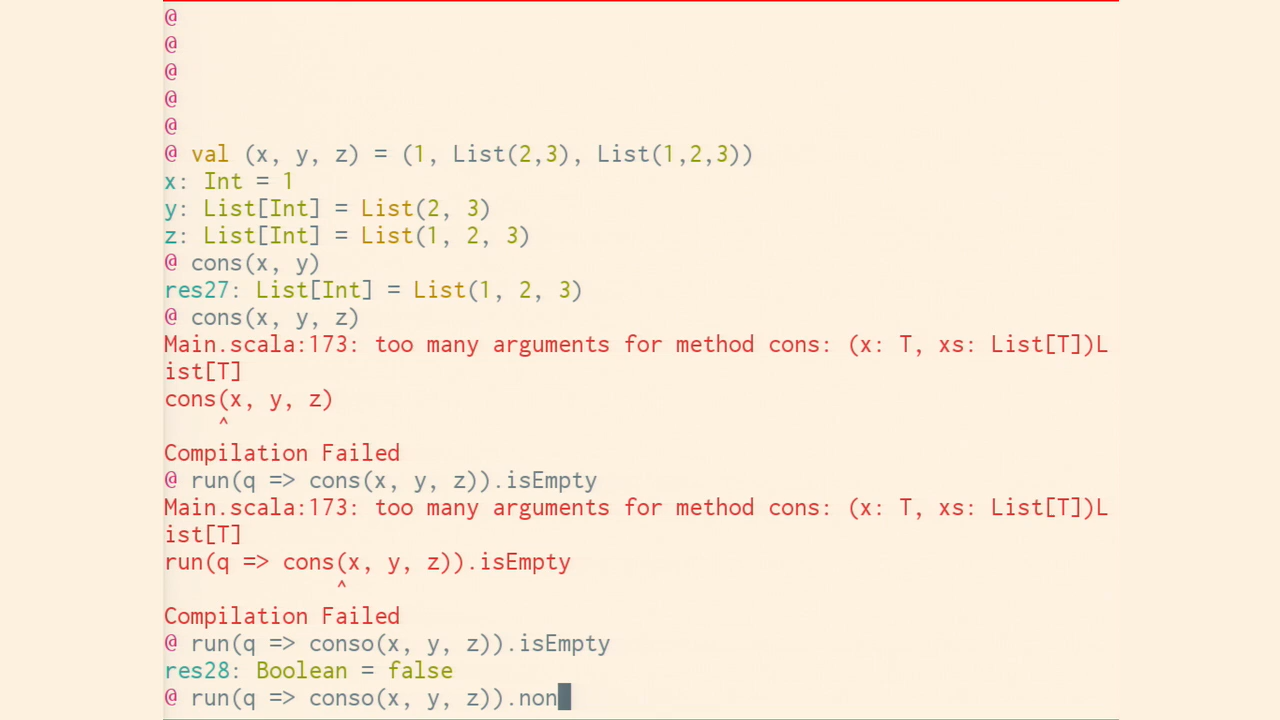 @
@
@
@
@
@ val (x, y, z) = (1, List(2,3), List(1,2,3))
x: Int = 1
y: List[Int] = List(2, 3)
z: List[Int] = List(1, 2, 3)
@ cons(x, y)
res27: List[Int] = List(1, 2, 3)
@ cons(x, y, z)
Main.scala:173: too many arguments for method cons: (x: T, xs: List[T])L
ist[T]
cons(x, y, z)
    ^
Compilation Failed
@ run(q => cons(x, y, z)).isEmpty
Main.scala:173: too many arguments for method cons: (x: T, xs: List[T])L
ist[T]
run(q => cons(x, y, z)).isEmpty
             ^
Compilation Failed
@ run(q => conso(x, y, z)).isEmpty
res28: Boolean = false
@ run(q => conso(x, y, z)).non